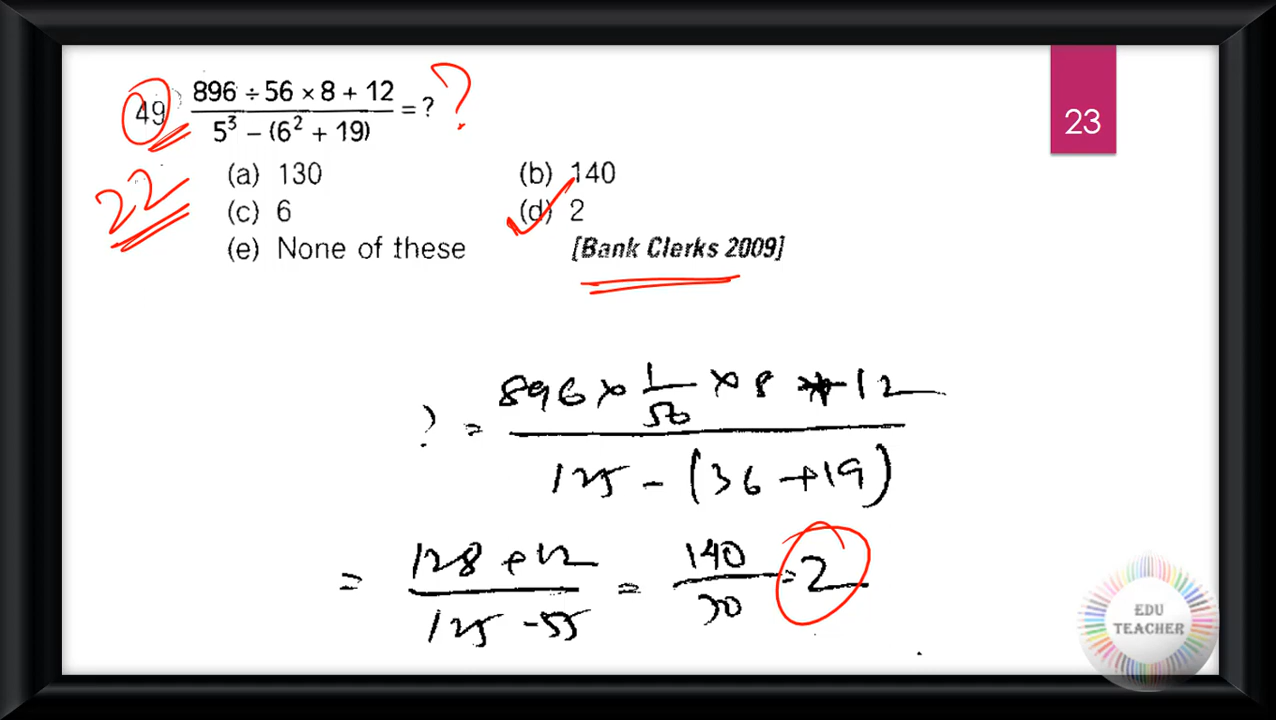 23
49 (896 ÷ 56 × 8 + 12) / (5³ − (6² + 19)) = ? ?
22
(a) 130 (b) 140
(c) 6 (d) 2
(e) None of these [Bank Clerks 2009]
? = (896 × 1/56 × 8 + 12) / (125 − (36 + 19))
= (128 + 12) / (125 − 55) = 140 / 70 = 2
EDU
TEACHER